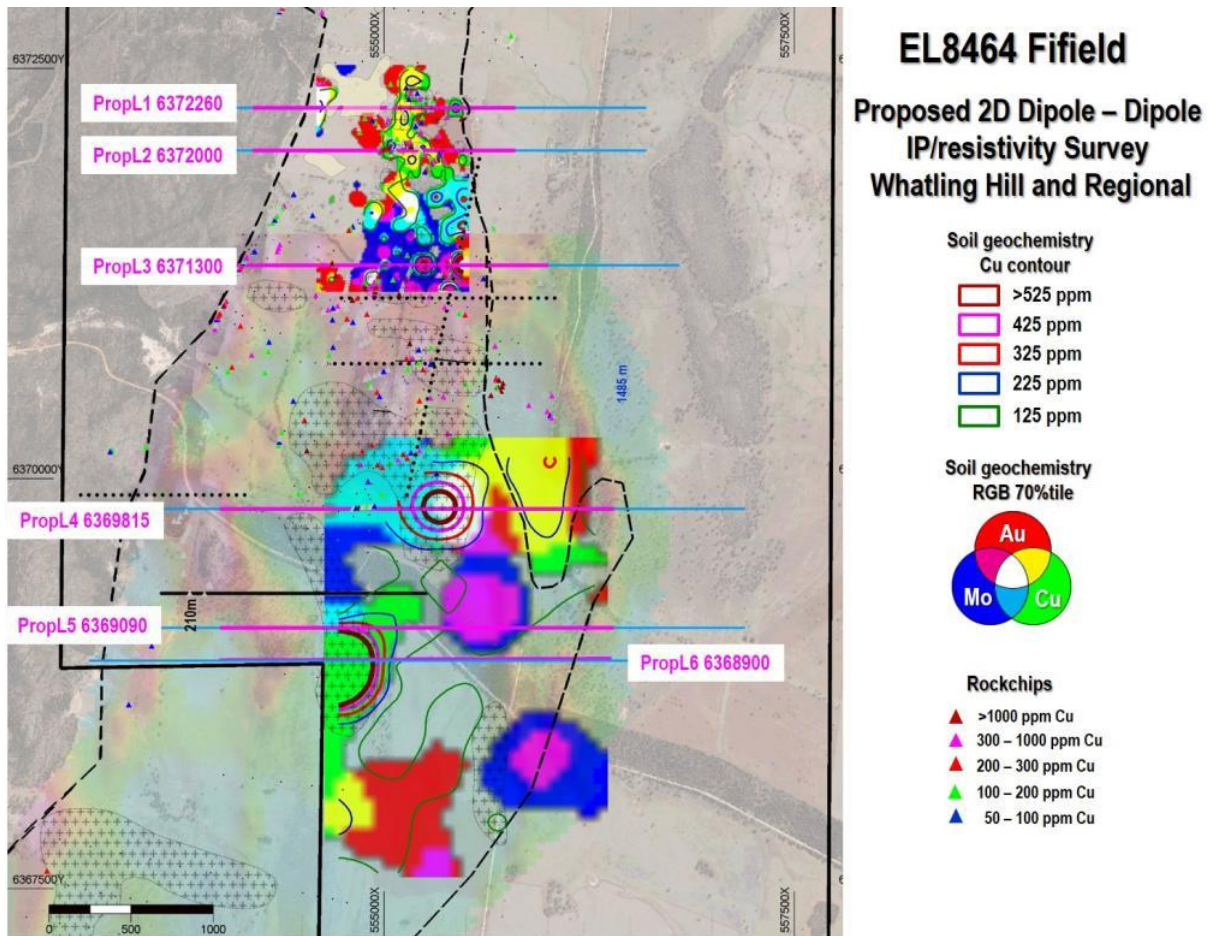 555000X
557500X
6372500Y
PropL1 6372260
PropL2 6372000
PropL3 6371300
1485 m
6370000Y
PropL4 6369815
210m
PropL5 6369090
PropL6 6368900
6367500Y
0 500 1000
555000X
557500X
EL8464 Fifield
Proposed 2D Dipole – Dipole
IP/resistivity Survey
Whatling Hill and Regional
Soil geochemistry
Cu contour
>525 ppm
425 ppm
325 ppm
225 ppm
125 ppm
Soil geochemistry
RGB 70%tile
Au
Mo
Cu
Rockchips
>1000 ppm Cu
300 – 1000 ppm Cu
200 – 300 ppm Cu
100 – 200 ppm Cu
50 – 100 ppm Cu